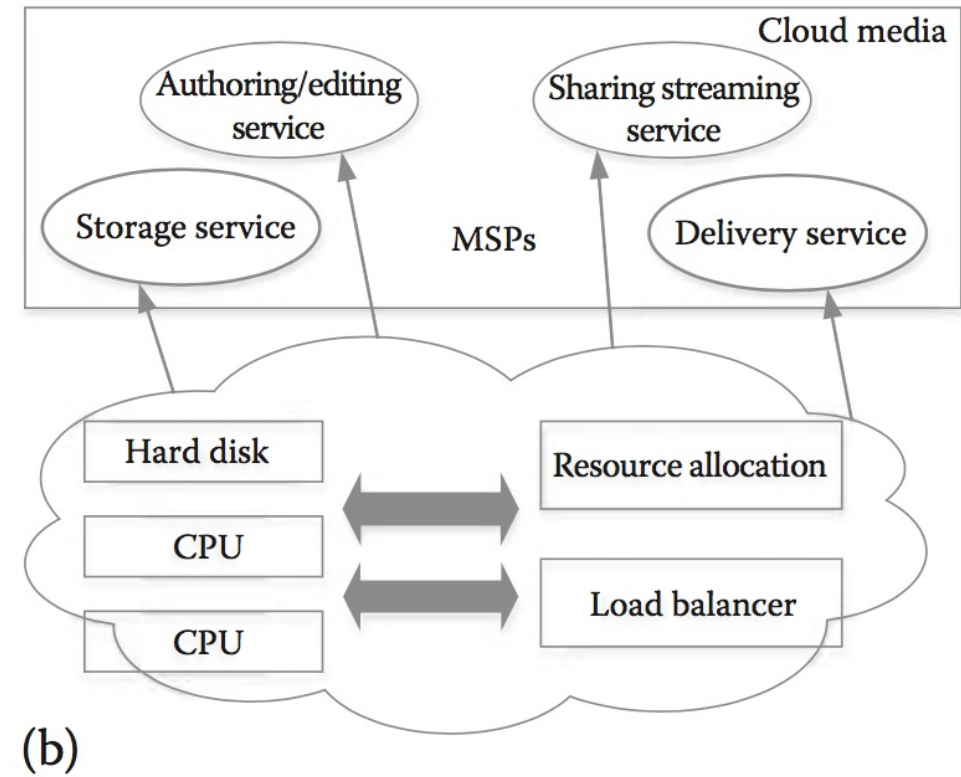 Cloud media
Authoring/editing
service
Sharing streaming
service
Storage service
MSPs
Delivery service
Hard disk
Resource allocation
CPU
Load balancer
CPU
(b)